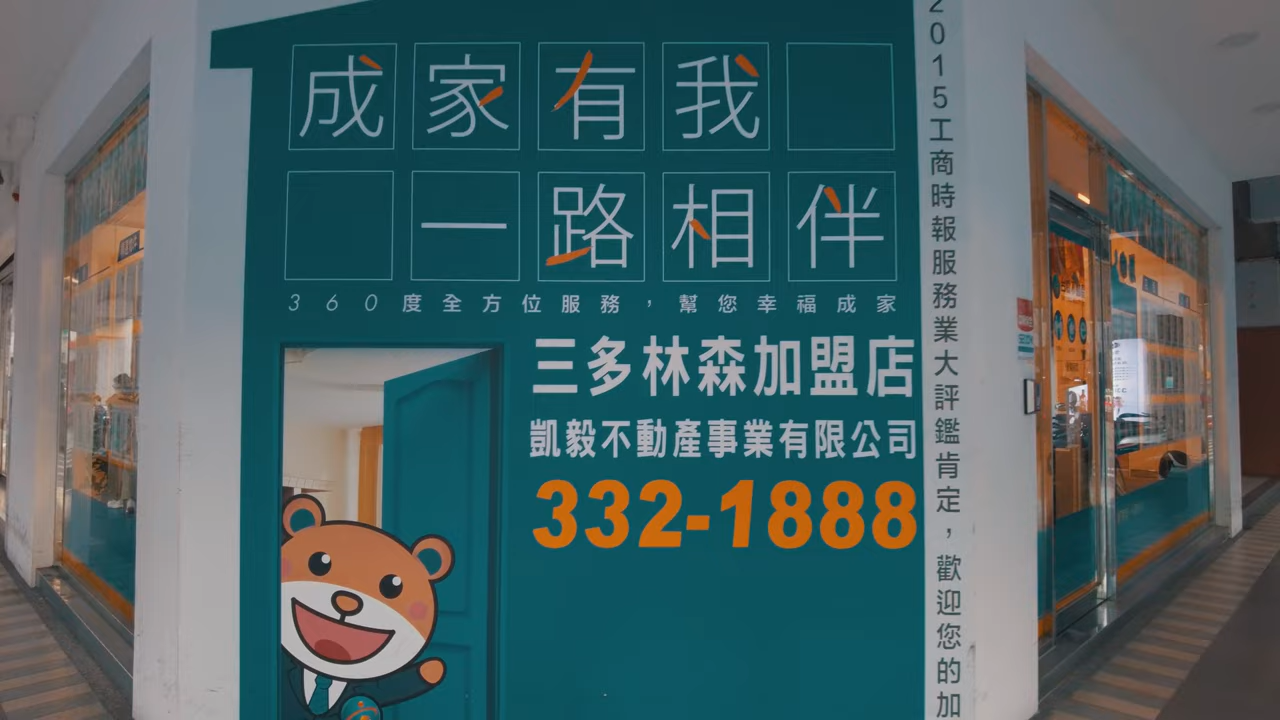 成家有我
一路相伴
360度全方位服務，幫您幸福成家
三多林森加盟店
凱毅不動產事業有限公司
332-1888
2015工商時報服務業大評鑑肯定，歡迎您的加